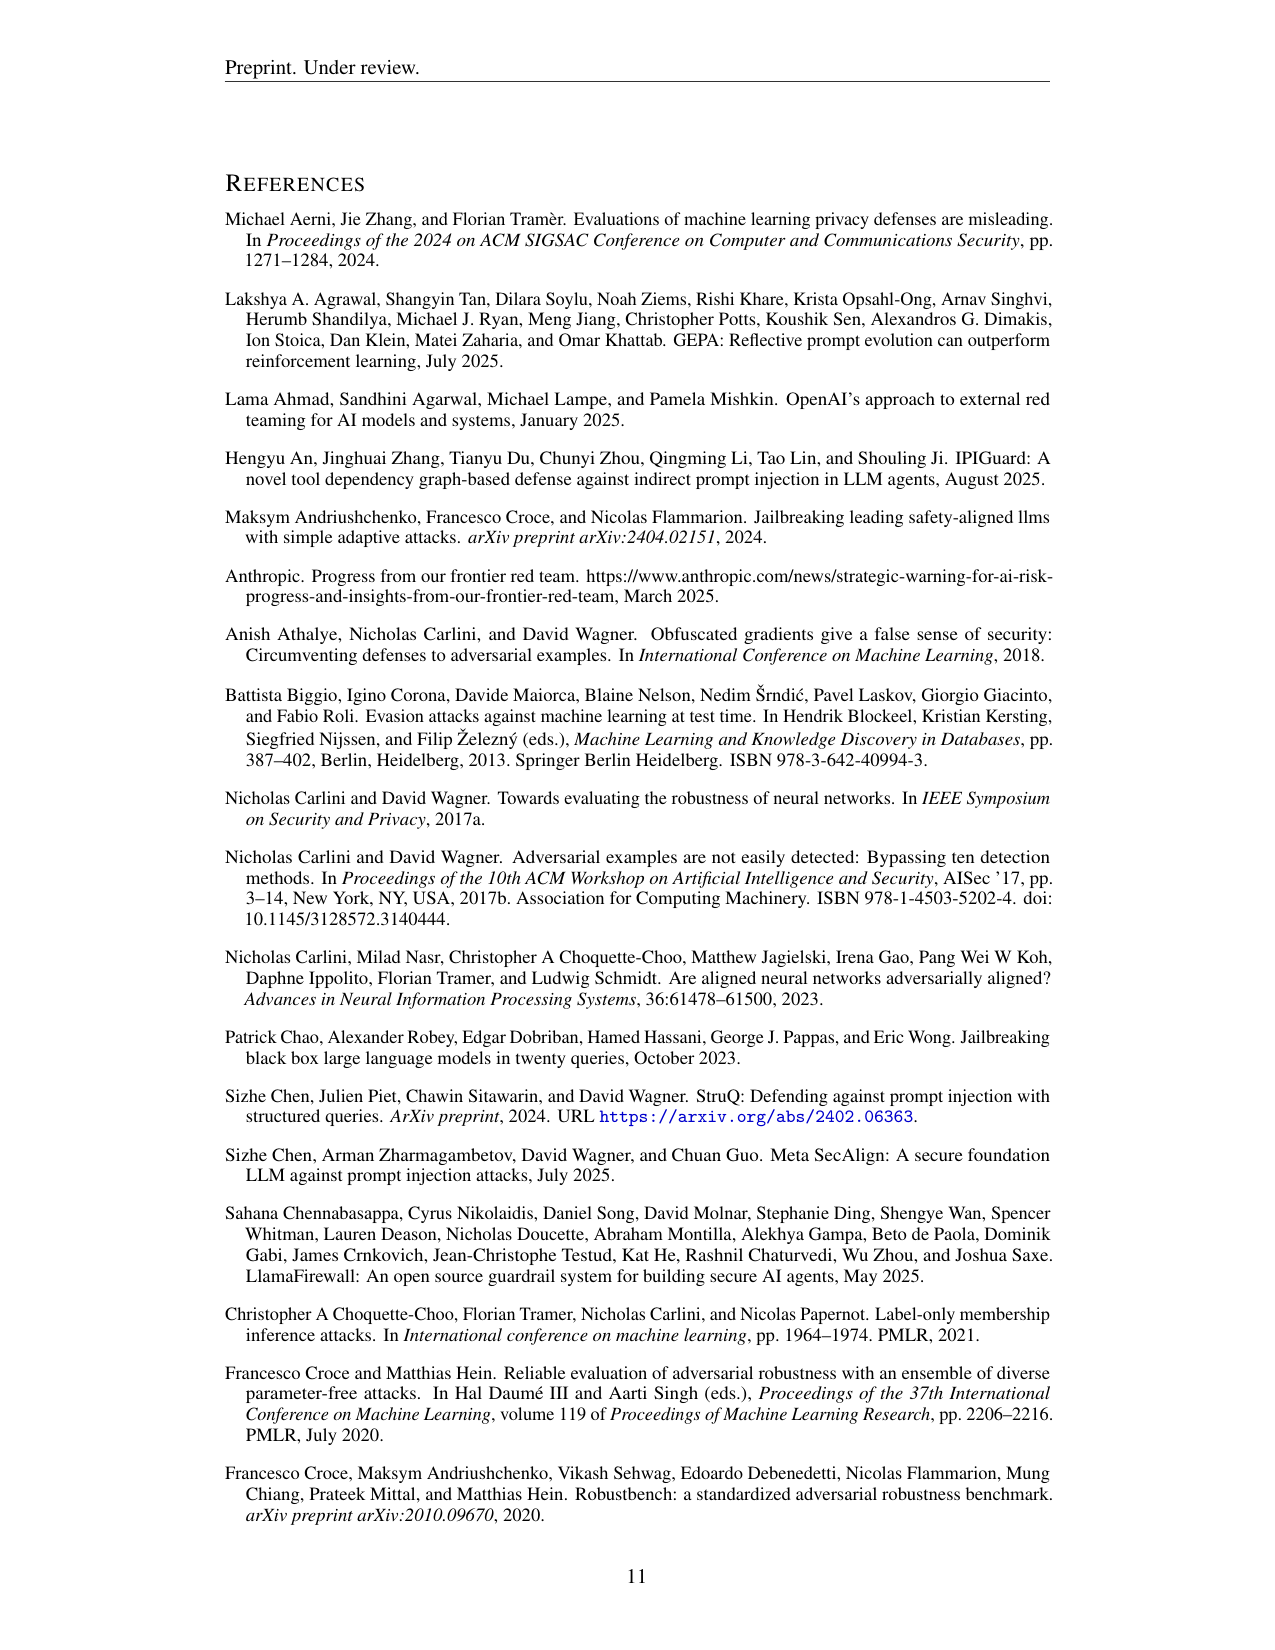 Preprint. Under review.
REFERENCES
Michael Aerni, Jie Zhang, and Florian Tramèr. Evaluations of machine learning privacy defenses are misleading.
In Proceedings of the 2024 on ACM SIGSAC Conference on Computer and Communications Security, pp.
1271–1284, 2024.
Lakshya A. Agrawal, Shangyin Tan, Dilara Soylu, Noah Ziems, Rishi Khare, Krista Opsahl-Ong, Arnav Singhvi,
Herumb Shandilya, Michael J. Ryan, Meng Jiang, Christopher Potts, Koushik Sen, Alexandros G. Dimakis,
Ion Stoica, Dan Klein, Matei Zaharia, and Omar Khattab. GEPA: Reflective prompt evolution can outperform
reinforcement learning, July 2025.
Lama Ahmad, Sandhini Agarwal, Michael Lampe, and Pamela Mishkin. OpenAI’s approach to external red
teaming for AI models and systems, January 2025.
Hengyu An, Jinghuai Zhang, Tianyu Du, Chunyi Zhou, Qingming Li, Tao Lin, and Shouling Ji. IPIGuard: A
novel tool dependency graph-based defense against indirect prompt injection in LLM agents, August 2025.
Maksym Andriushchenko, Francesco Croce, and Nicolas Flammarion. Jailbreaking leading safety-aligned llms
with simple adaptive attacks. arXiv preprint arXiv:2404.02151, 2024.
Anthropic. Progress from our frontier red team. https://www.anthropic.com/news/strategic-warning-for-ai-risk-
progress-and-insights-from-our-frontier-red-team, March 2025.
Anish Athalye, Nicholas Carlini, and David Wagner. Obfuscated gradients give a false sense of security:
Circumventing defenses to adversarial examples. In International Conference on Machine Learning, 2018.
Battista Biggio, Igino Corona, Davide Maiorca, Blaine Nelson, Nedim Šrndić, Pavel Laskov, Giorgio Giacinto,
and Fabio Roli. Evasion attacks against machine learning at test time. In Hendrik Blockeel, Kristian Kersting,
Siegfried Nijssen, and Filip Železný (eds.), Machine Learning and Knowledge Discovery in Databases, pp.
387–402, Berlin, Heidelberg, 2013. Springer Berlin Heidelberg. ISBN 978-3-642-40994-3.
Nicholas Carlini and David Wagner. Towards evaluating the robustness of neural networks. In IEEE Symposium
on Security and Privacy, 2017a.
Nicholas Carlini and David Wagner. Adversarial examples are not easily detected: Bypassing ten detection
methods. In Proceedings of the 10th ACM Workshop on Artificial Intelligence and Security, AISec ’17, pp.
3–14, New York, NY, USA, 2017b. Association for Computing Machinery. ISBN 978-1-4503-5202-4. doi:
10.1145/3128572.3140444.
Nicholas Carlini, Milad Nasr, Christopher A Choquette-Choo, Matthew Jagielski, Irena Gao, Pang Wei W Koh,
Daphne Ippolito, Florian Tramer, and Ludwig Schmidt. Are aligned neural networks adversarially aligned?
Advances in Neural Information Processing Systems, 36:61478–61500, 2023.
Patrick Chao, Alexander Robey, Edgar Dobriban, Hamed Hassani, George J. Pappas, and Eric Wong. Jailbreaking
black box large language models in twenty queries, October 2023.
Sizhe Chen, Julien Piet, Chawin Sitawarin, and David Wagner. StruQ: Defending against prompt injection with
structured queries. ArXiv preprint, 2024. URL https://arxiv.org/abs/2402.06363.
Sizhe Chen, Arman Zharmagambetov, David Wagner, and Chuan Guo. Meta SecAlign: A secure foundation
LLM against prompt injection attacks, July 2025.
Sahana Chennabasappa, Cyrus Nikolaidis, Daniel Song, David Molnar, Stephanie Ding, Shengye Wan, Spencer
Whitman, Lauren Deason, Nicholas Doucette, Abraham Montilla, Alekhya Gampa, Beto de Paola, Dominik
Gabi, James Crnkovich, Jean-Christophe Testud, Kat He, Rashnil Chaturvedi, Wu Zhou, and Joshua Saxe.
LlamaFirewall: An open source guardrail system for building secure AI agents, May 2025.
Christopher A Choquette-Choo, Florian Tramer, Nicholas Carlini, and Nicolas Papernot. Label-only membership
inference attacks. In International conference on machine learning, pp. 1964–1974. PMLR, 2021.
Francesco Croce and Matthias Hein. Reliable evaluation of adversarial robustness with an ensemble of diverse
parameter-free attacks. In Hal Daumé III and Aarti Singh (eds.), Proceedings of the 37th International
Conference on Machine Learning, volume 119 of Proceedings of Machine Learning Research, pp. 2206–2216.
PMLR, July 2020.
Francesco Croce, Maksym Andriushchenko, Vikash Sehwag, Edoardo Debenedetti, Nicolas Flammarion, Mung
Chiang, Prateek Mittal, and Matthias Hein. Robustbench: a standardized adversarial robustness benchmark.
arXiv preprint arXiv:2010.09670, 2020.
11